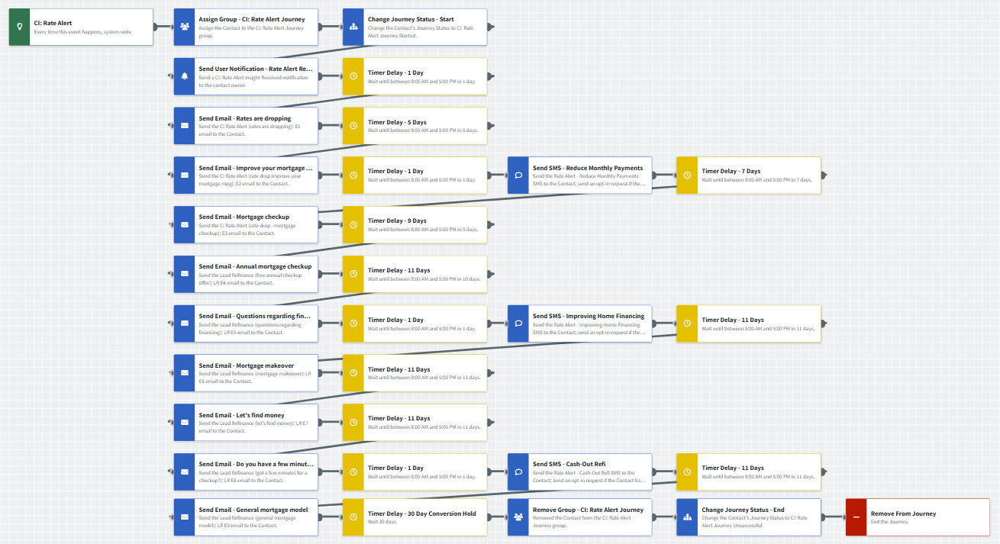 CI: Rate Alert
Every time this event happens, system wide
Assign Group - CI: Rate Alert Journey
Assign the Contact to the CI: Rate Alert Journey
group.
Change Journey Status - Start
Change the Contact's Journey Status to CI: Rate
Alert Journey Started.
Send User Notification - Rate Alert Re...
Send a CI: Rate Alert Insight Received notification
to the contact owner.
Timer Delay - 1 Day
Wait until between 8:00 AM and 5:00 PM in 1 day.
Send Email - Rates are dropping
Send the CI Rate Alert (rates are dropping): E1
email to the Contact.
Timer Delay - 5 Days
Wait until between 8:00 AM and 5:00 PM in 5 days.
Send Email - Improve your mortgage ...
Send the CI Rate Alert (rate drop improve your
mortgage mpg): E2 email to the Contact.
Timer Delay - 1 Day
Wait until between 8:00 AM and 5:00 PM in 1 day.
Send SMS - Reduce Monthly Payments
Send the Rate Alert - Reduce Monthly Payments
SMS to the Contact; send an opt-in request if the...
Timer Delay - 7 Days
Wait until between 8:00 AM and 5:00 PM in 7 days.
Send Email - Mortgage checkup
Send the CI Rate Alert (rate drop - mortgage
checkup): E3 email to the Contact.
Timer Delay - 9 Days
Wait until between 8:00 AM and 5:00 PM in 9 days.
Send Email - Annual mortgage checkup
Send the Lead Refinance (free annual checkup
offer): LR E4 email to the Contact.
Timer Delay - 11 Days
Wait until between 8:00 AM and 5:00 PM in 10 days.
Send Email - Questions regarding fin...
Send the Lead Refinance (questions regarding
financing): LR E5 email to the Contact.
Timer Delay - 1 Day
Wait until between 8:00 AM and 5:00 PM in 1 day.
Send SMS - Improving Home Financing
Send the Rate Alert - Improving Home Financing
SMS to the Contact; send an opt-in request if the...
Timer Delay - 11 Days
Wait until between 8:00 AM and 5:00 PM in 11 days.
Send Email - Mortgage makeover
Send the Lead Refinance (mortgage makeover): LR
E6 email to the Contact.
Timer Delay - 11 Days
Wait until between 8:00 AM and 5:00 PM in 11 days.
Send Email - Let's find money
Send the Lead Refinance (let's find money): LR E7
email to the Contact.
Timer Delay - 11 Days
Wait until between 8:00 AM and 5:00 PM in 11 days.
Send Email - Do you have a few minut...
Send the Lead Refinance (got a few minutes for a
checkup?): LR E8 email to the Contact.
Timer Delay - 1 Day
Wait until between 8:00 AM and 5:00 PM in 1 day.
Send SMS - Cash-Out Refi
Send the Rate Alert - Cash-Out Refi SMS to the
Contact; send an opt-in request if the Contact ha...
Timer Delay - 11 Days
Wait until between 8:00 AM and 5:00 PM in 11 days.
Send Email - General mortgage model
Send the Lead Refinance (general mortgage
model): LR E9 email to the Contact.
Timer Delay - 30 Day Conversion Hold
Wait 30 days.
Remove Group - CI: Rate Alert Journey
Removed the Contact from the CI: Rate Alert
Journey group.
Change Journey Status - End
Change the Contact's Journey Status to CI: Rate
Alert Journey Unsuccessful.
Remove From Journey
End the Journey.